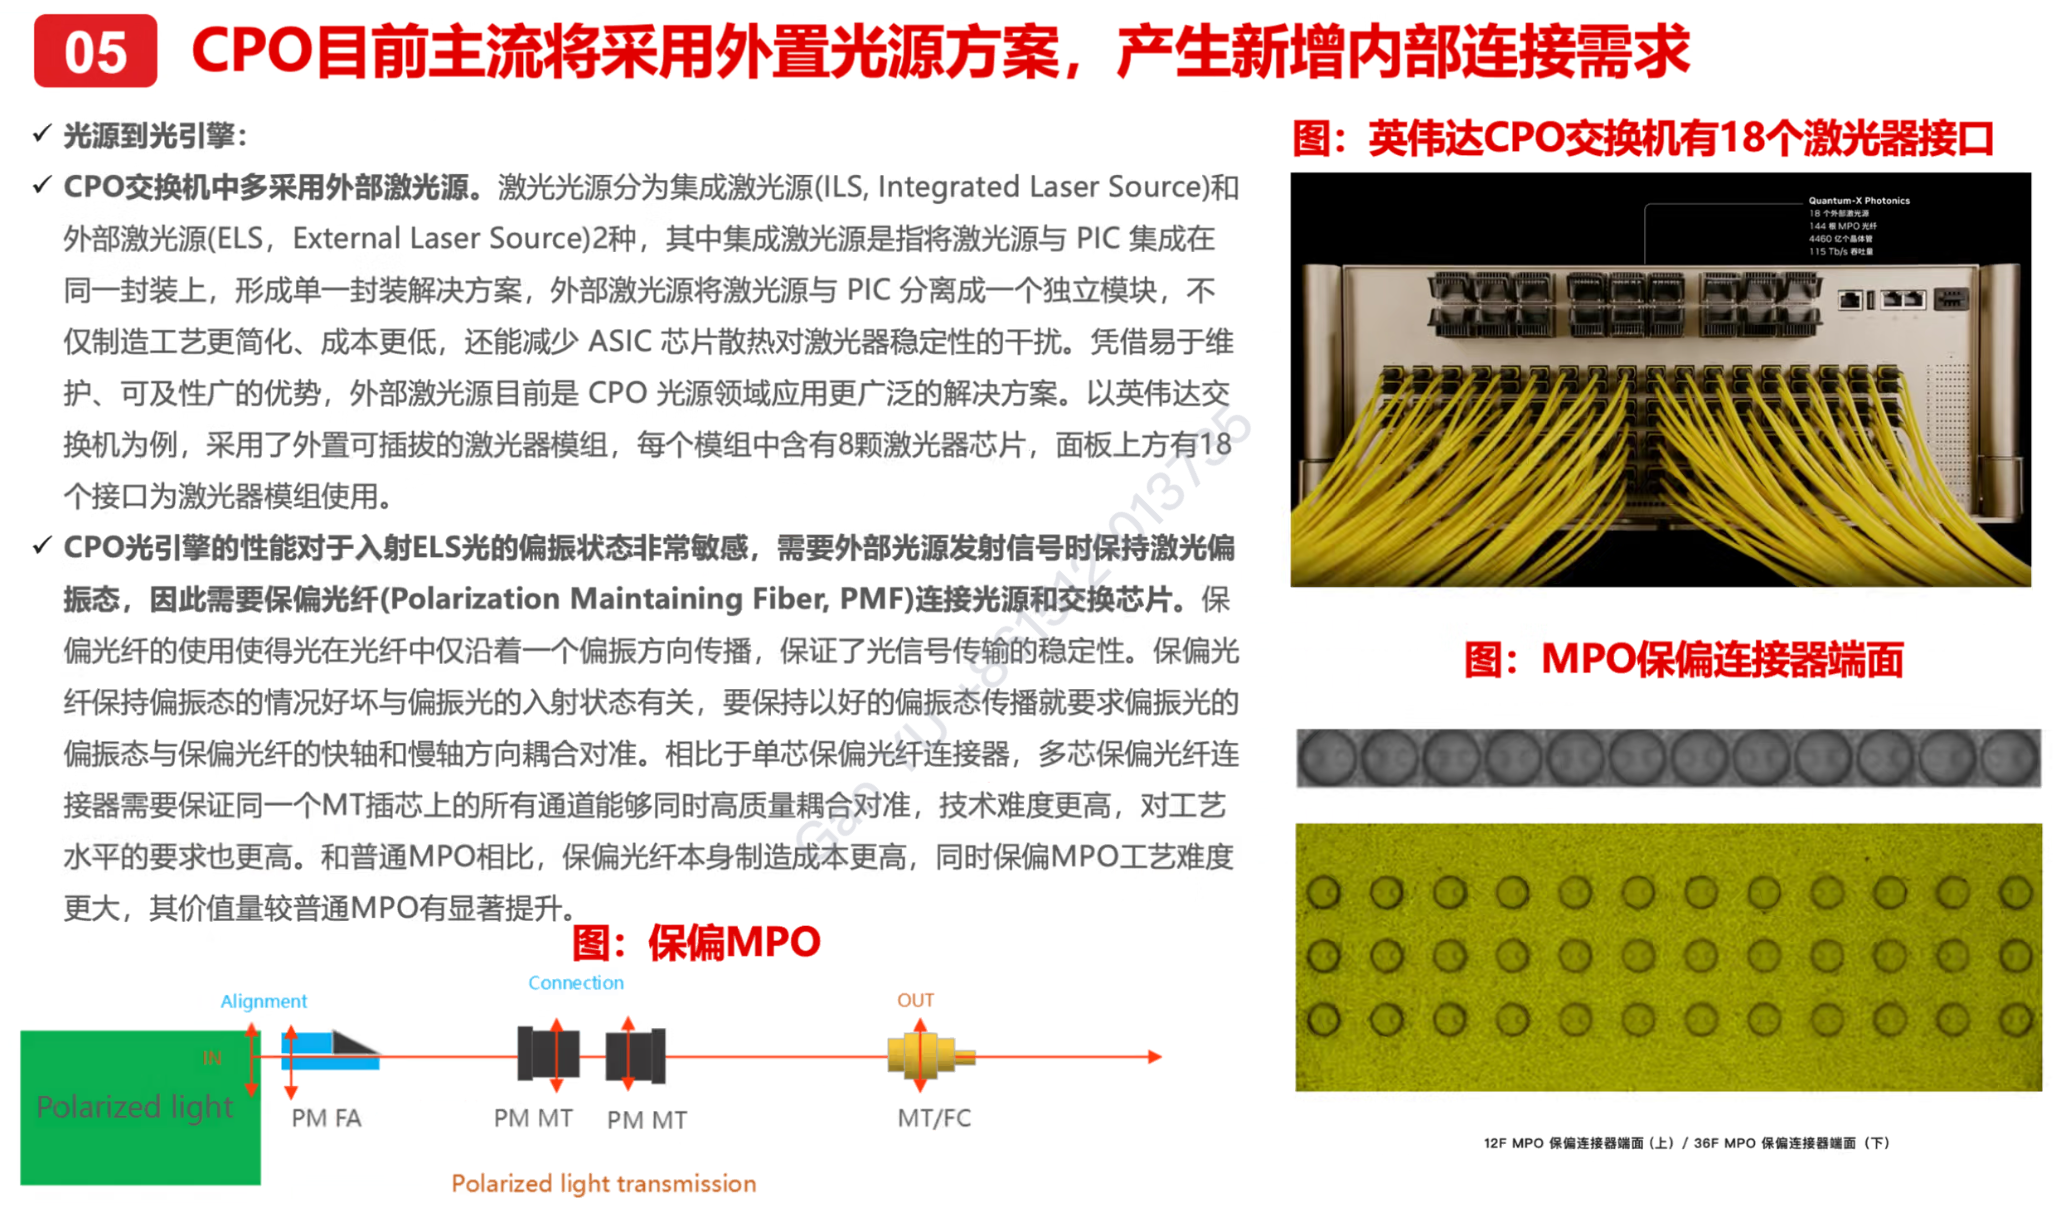 05 CPO目前主流将采用外置光源方案，产生新增内部连接需求
✓ 光源到光引擎：
✓ CPO交换机中多采用外部激光源。激光光源分为集成激光源(ILS, Integrated Laser Source)和
外部激光源(ELS，External Laser Source)2种，其中集成激光源是指将激光源与 PIC 集成在
同一封装上，形成单一封装解决方案，外部激光源将激光源与 PIC 分离成一个独立模块，不
仅制造工艺更简化、成本更低，还能减少 ASIC 芯片散热对激光器稳定性的干扰。凭借易于维
护、可及性广的优势，外部激光源目前是 CPO 光源领域应用更广泛的解决方案。以英伟达交
换机为例，采用了外置可插拔的激光器模组，每个模组中含有8颗激光器芯片，面板上方有18
个接口为激光器模组使用。
✓ CPO光引擎的性能对于入射ELS光的偏振状态非常敏感，需要外部光源发射信号时保持激光偏
振态，因此需要保偏光纤(Polarization Maintaining Fiber, PMF)连接光源和交换芯片。保
偏光纤的使用使得光在光纤中仅沿着一个偏振方向传播，保证了光信号传输的稳定性。保偏光
纤保持偏振态的情况好坏与偏振光的入射状态有关，要保持以好的偏振态传播就要求偏振光的
偏振态与保偏光纤的快轴和慢轴方向耦合对准。相比于单芯保偏光纤连接器，多芯保偏光纤连
接器需要保证同一个MT插芯上的所有通道能够同时高质量耦合对准，技术难度更高，对工艺
水平的要求也更高。和普通MPO相比，保偏光纤本身制造成本更高，同时保偏MPO工艺难度
更大，其价值量较普通MPO有显著提升。
图：保偏MPO
Alignment
Connection
OUT
IN
Polarized light
PM FA
PM MT
PM MT
MT/FC
Polarized light transmission
图：英伟达CPO交换机有18个激光器接口
Quantum-X Photonics
18 个外部激光源
144 根 MPO 光纤
4460 亿个晶体管
115 Tb/s 吞吐量
图：MPO保偏连接器端面
12F MPO 保偏连接器端面（上）/ 36F MPO 保偏连接器端面（下）